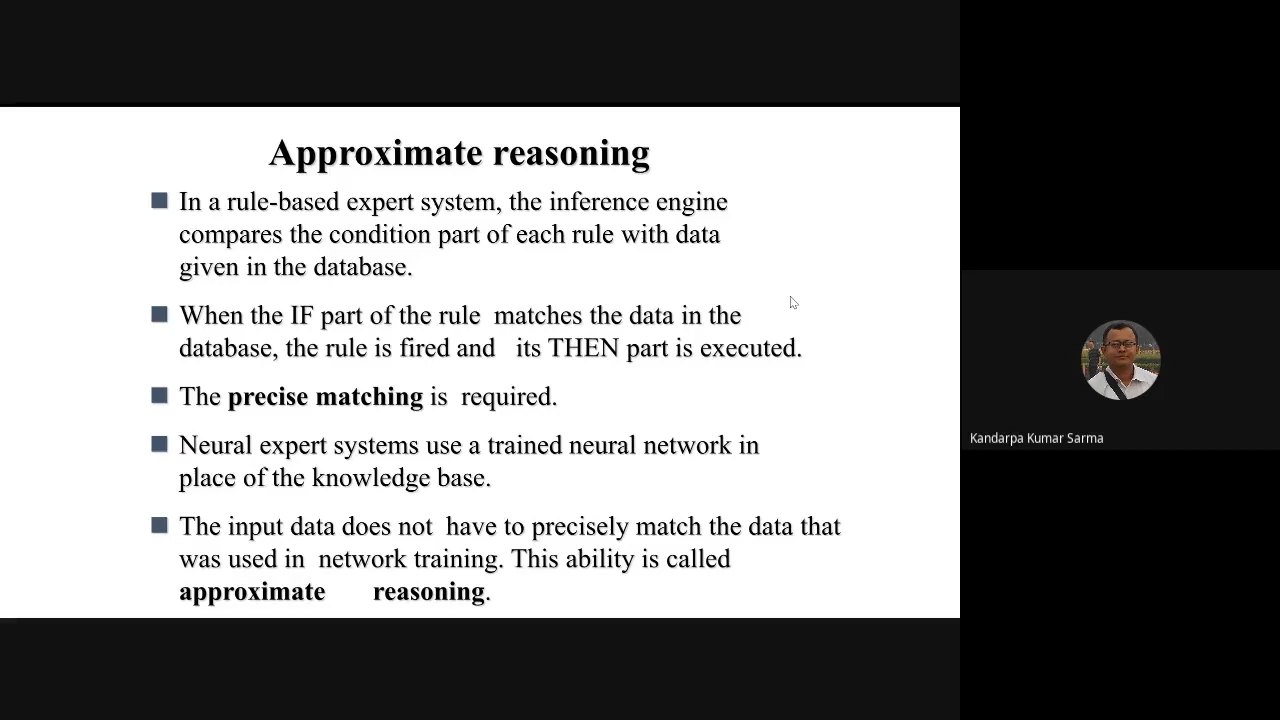 Approximate reasoning
In a rule-based expert system, the inference engine
compares the condition part of each rule with data
given in the database.
When the IF part of the rule matches the data in the
database, the rule is fired and its THEN part is executed.
The precise matching is required.
Neural expert systems use a trained neural network in
place of the knowledge base.
The input data does not have to precisely match the data that
was used in network training. This ability is called
approximate reasoning.
Kandarpa Kumar Sarma